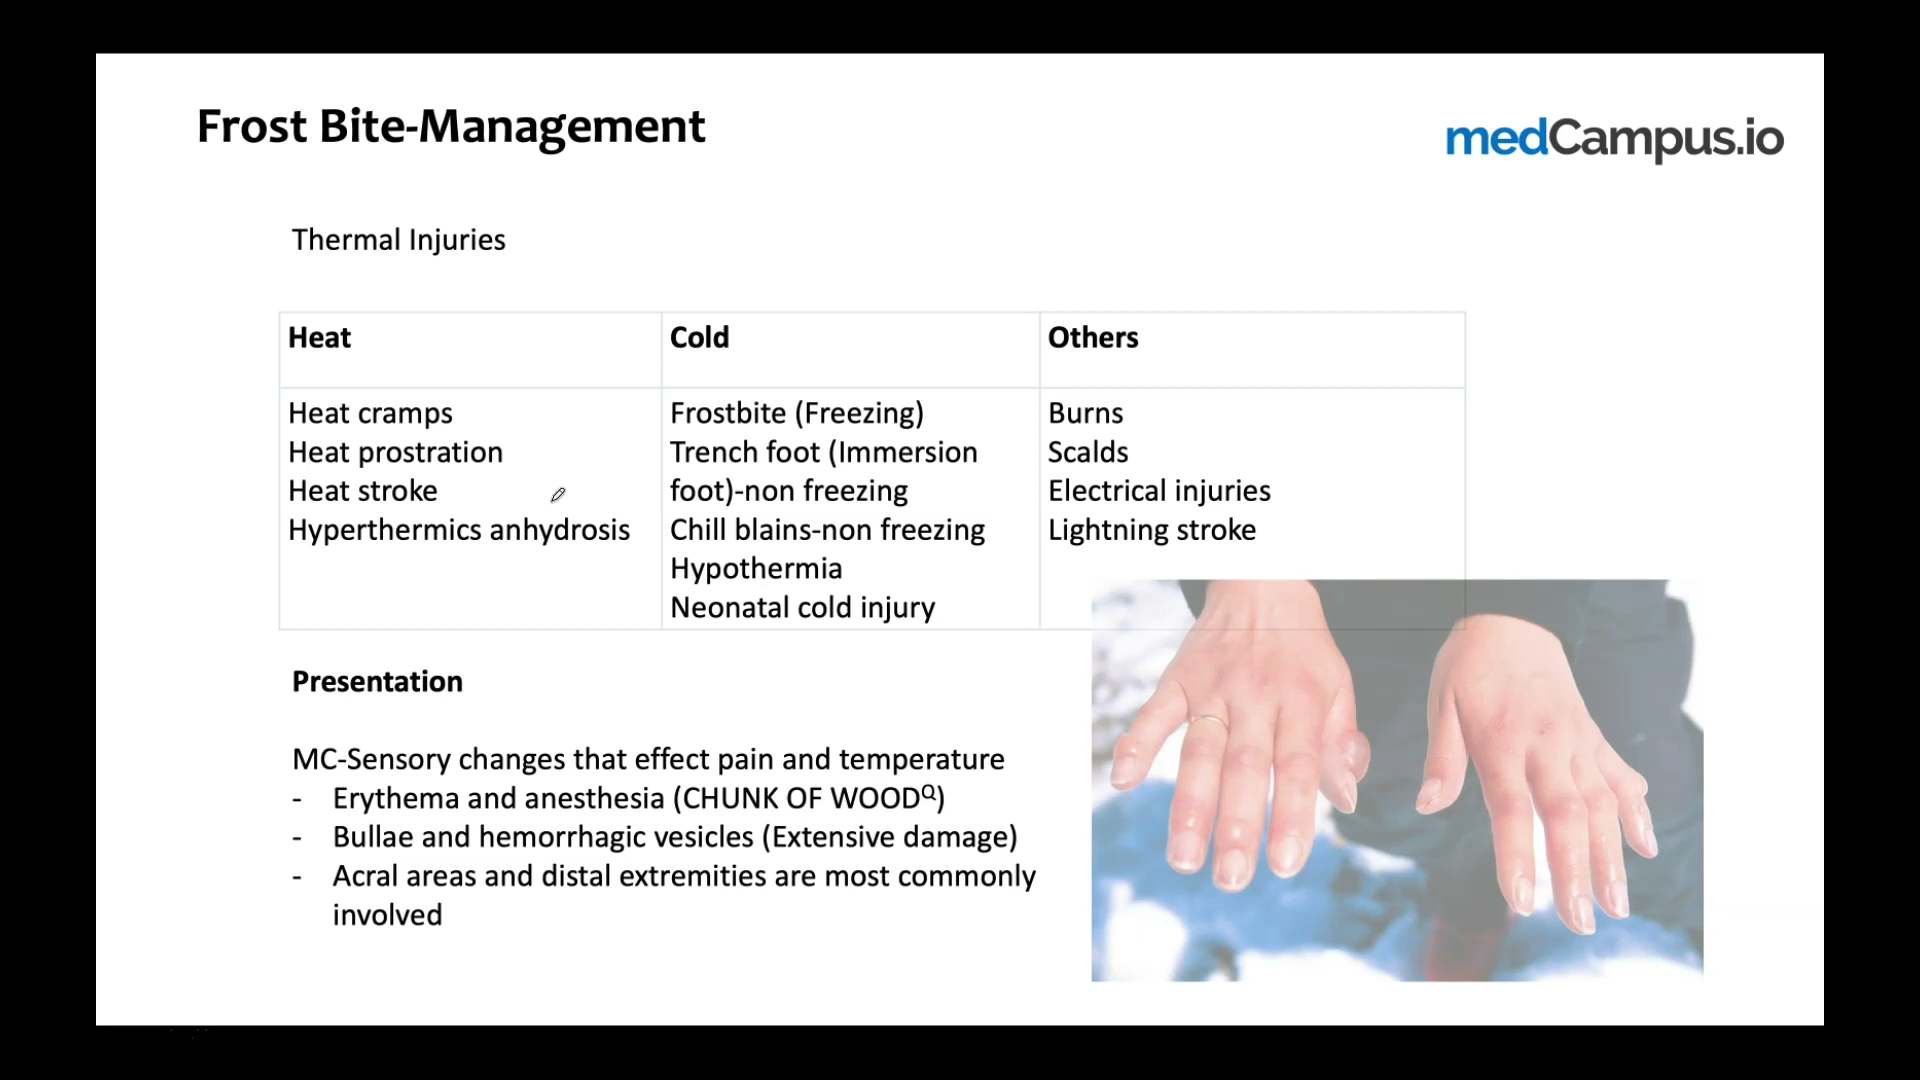 Frost Bite-Management
medCampus.io
Thermal Injuries
Heat
Cold
Others
Heat cramps
Heat prostration
Heat stroke
Hyperthermics anhydrosis
Frostbite (Freezing)
Trench foot (Immersion
foot)-non freezing
Chill blains-non freezing
Hypothermia
Neonatal cold injury
Burns
Scalds
Electrical injuries
Lightning stroke
Presentation
MC-Sensory changes that effect pain and temperature
- Erythema and anesthesia (CHUNK OF WOODQ)
- Bullae and hemorrhagic vesicles (Extensive damage)
- Acral areas and distal extremities are most commonly
involved